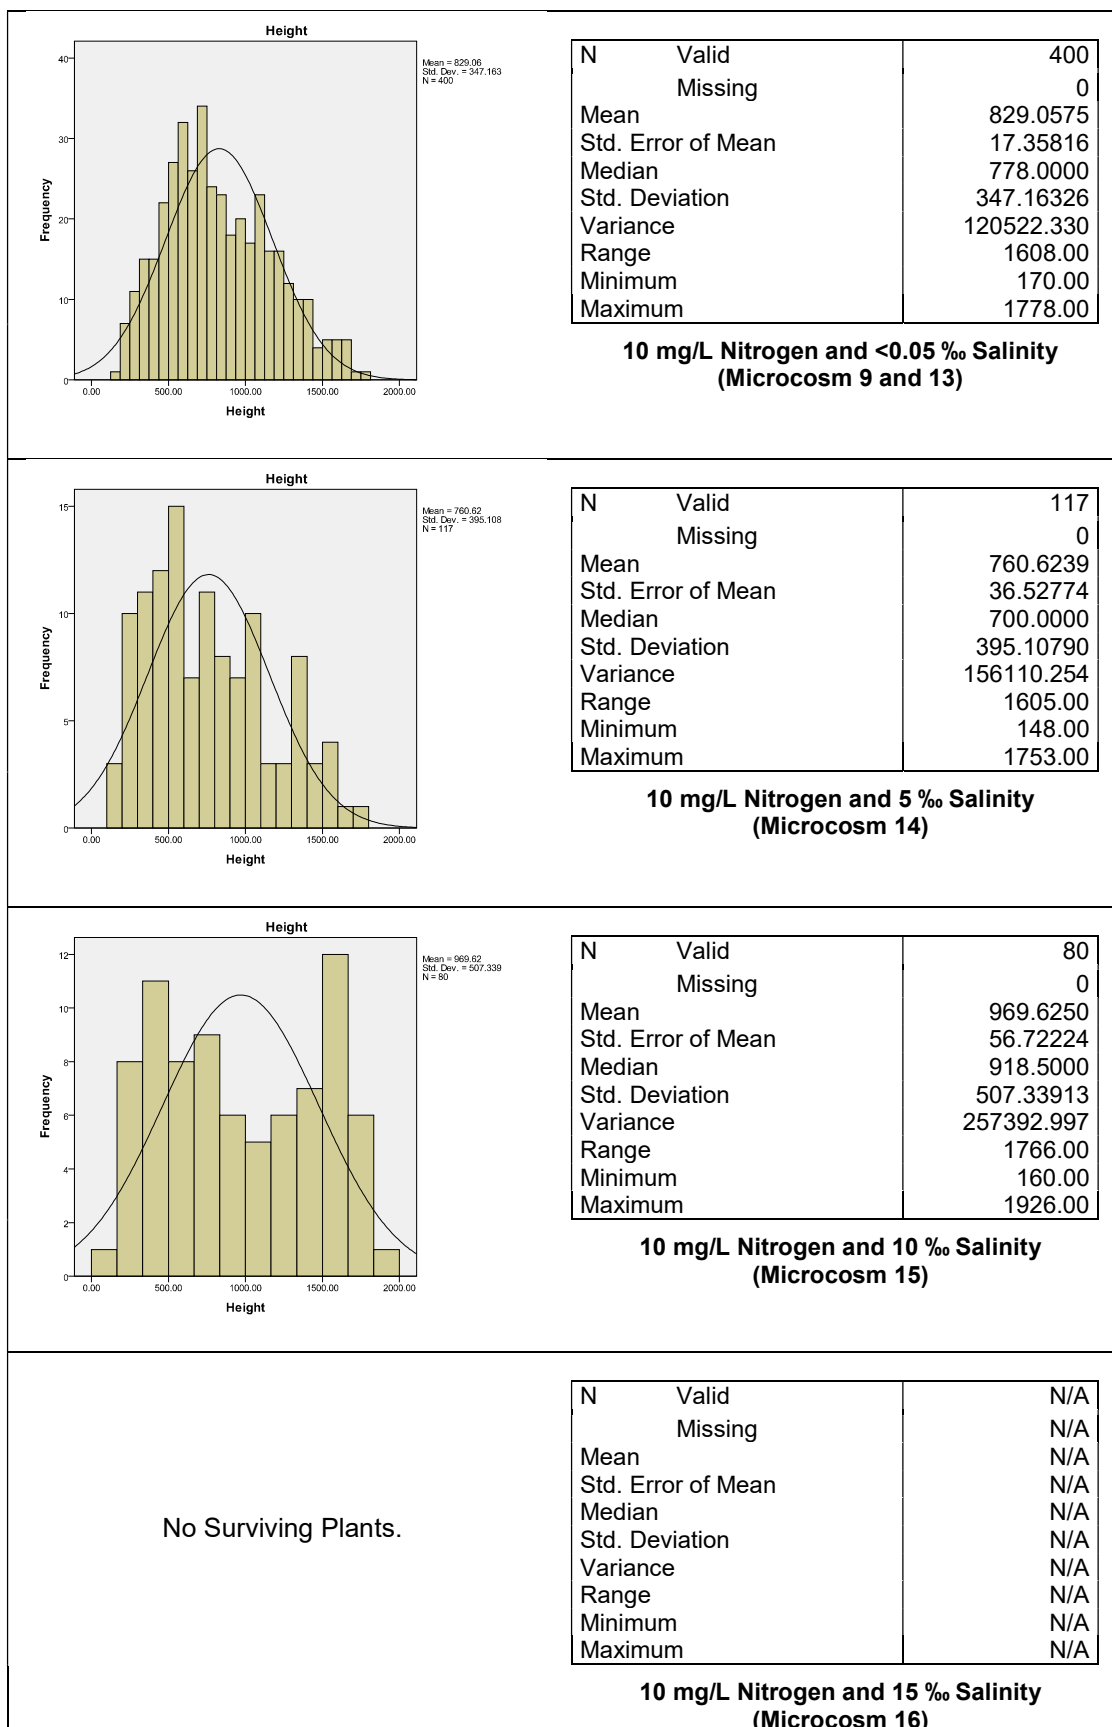 Height
40
30
20
10
0
Frequency
0.00 500.00 1000.00 1500.00 2000.00
Height
Mean = 829.06
Std. Dev. = 347.163
N = 400
N Valid 400
Missing 0
Mean 829.0575
Std. Error of Mean 17.35816
Median 778.0000
Std. Deviation 347.16326
Variance 120522.330
Range 1608.00
Minimum 170.00
Maximum 1778.00
10 mg/L Nitrogen and <0.05 ‰ Salinity
(Microcosm 9 and 13)
Height
15
10
5
0
Frequency
0.00 500.00 1000.00 1500.00 2000.00
Height
Mean = 760.62
Std. Dev. = 395.108
N = 117
N Valid 117
Missing 0
Mean 760.6239
Std. Error of Mean 36.52774
Median 700.0000
Std. Deviation 395.10790
Variance 156110.254
Range 1605.00
Minimum 148.00
Maximum 1753.00
10 mg/L Nitrogen and 5 ‰ Salinity
(Microcosm 14)
Height
12
10
8
6
4
2
0
Frequency
0.00 500.00 1000.00 1500.00 2000.00
Height
Mean = 969.62
Std. Dev. = 507.339
N = 80
N Valid 80
Missing 0
Mean 969.6250
Std. Error of Mean 56.72224
Median 918.5000
Std. Deviation 507.33913
Variance 257392.997
Range 1766.00
Minimum 160.00
Maximum 1926.00
10 mg/L Nitrogen and 10 ‰ Salinity
(Microcosm 15)
No Surviving Plants.
N Valid N/A
Missing N/A
Mean N/A
Std. Error of Mean N/A
Median N/A
Std. Deviation N/A
Variance N/A
Range N/A
Minimum N/A
Maximum N/A
10 mg/L Nitrogen and 15 ‰ Salinity
(Microcosm 16)